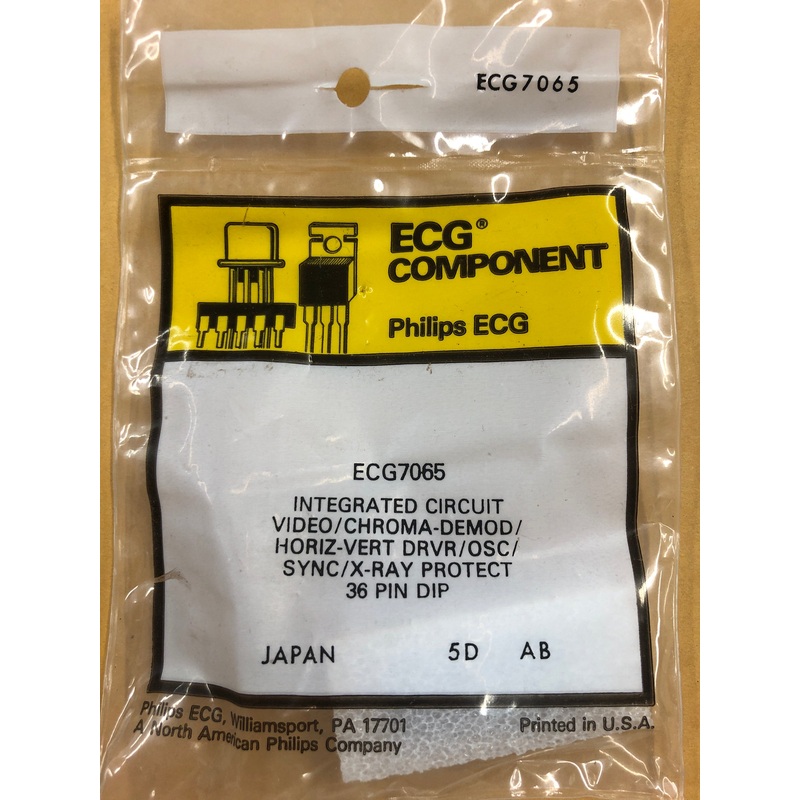 ECG7065
ECG®
COMPONENT
Philips ECG
ECG7065
INTEGRATED CIRCUIT
VIDEO/CHROMA-DEMOD/
HORIZ-VERT DRVR/OSC/
SYNC/X-RAY PROTECT
36 PIN DIP
JAPAN 5D AB
Philips ECG, Williamsport, PA 17701
A North American Philips Company
Printed in U.S.A.